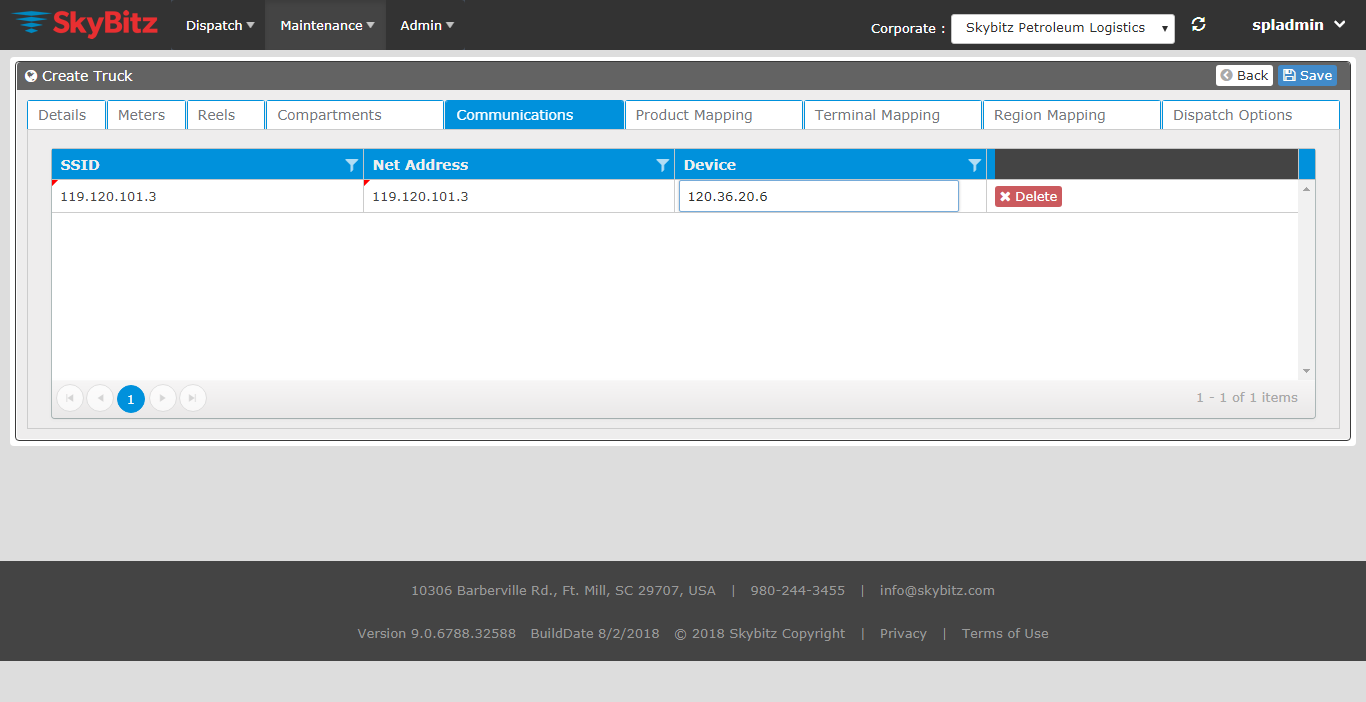 SkyBitz Dispatch Maintenance Admin Corporate : Skybitz Petroleum Logistics spladmin
Create Truck Back Save
Details Meters Reels Compartments Communications Product Mapping Terminal Mapping Region Mapping Dispatch Options
SSID Net Address Device
119.120.101.3 119.120.101.3 120.36.20.6 Delete
1 1 - 1 of 1 items
10306 Barberville Rd., Ft. Mill, SC 29707, USA | 980-244-3455 | info@skybitz.com
Version 9.0.6788.32588 BuildDate 8/2/2018 © 2018 Skybitz Copyright | Privacy | Terms of Use